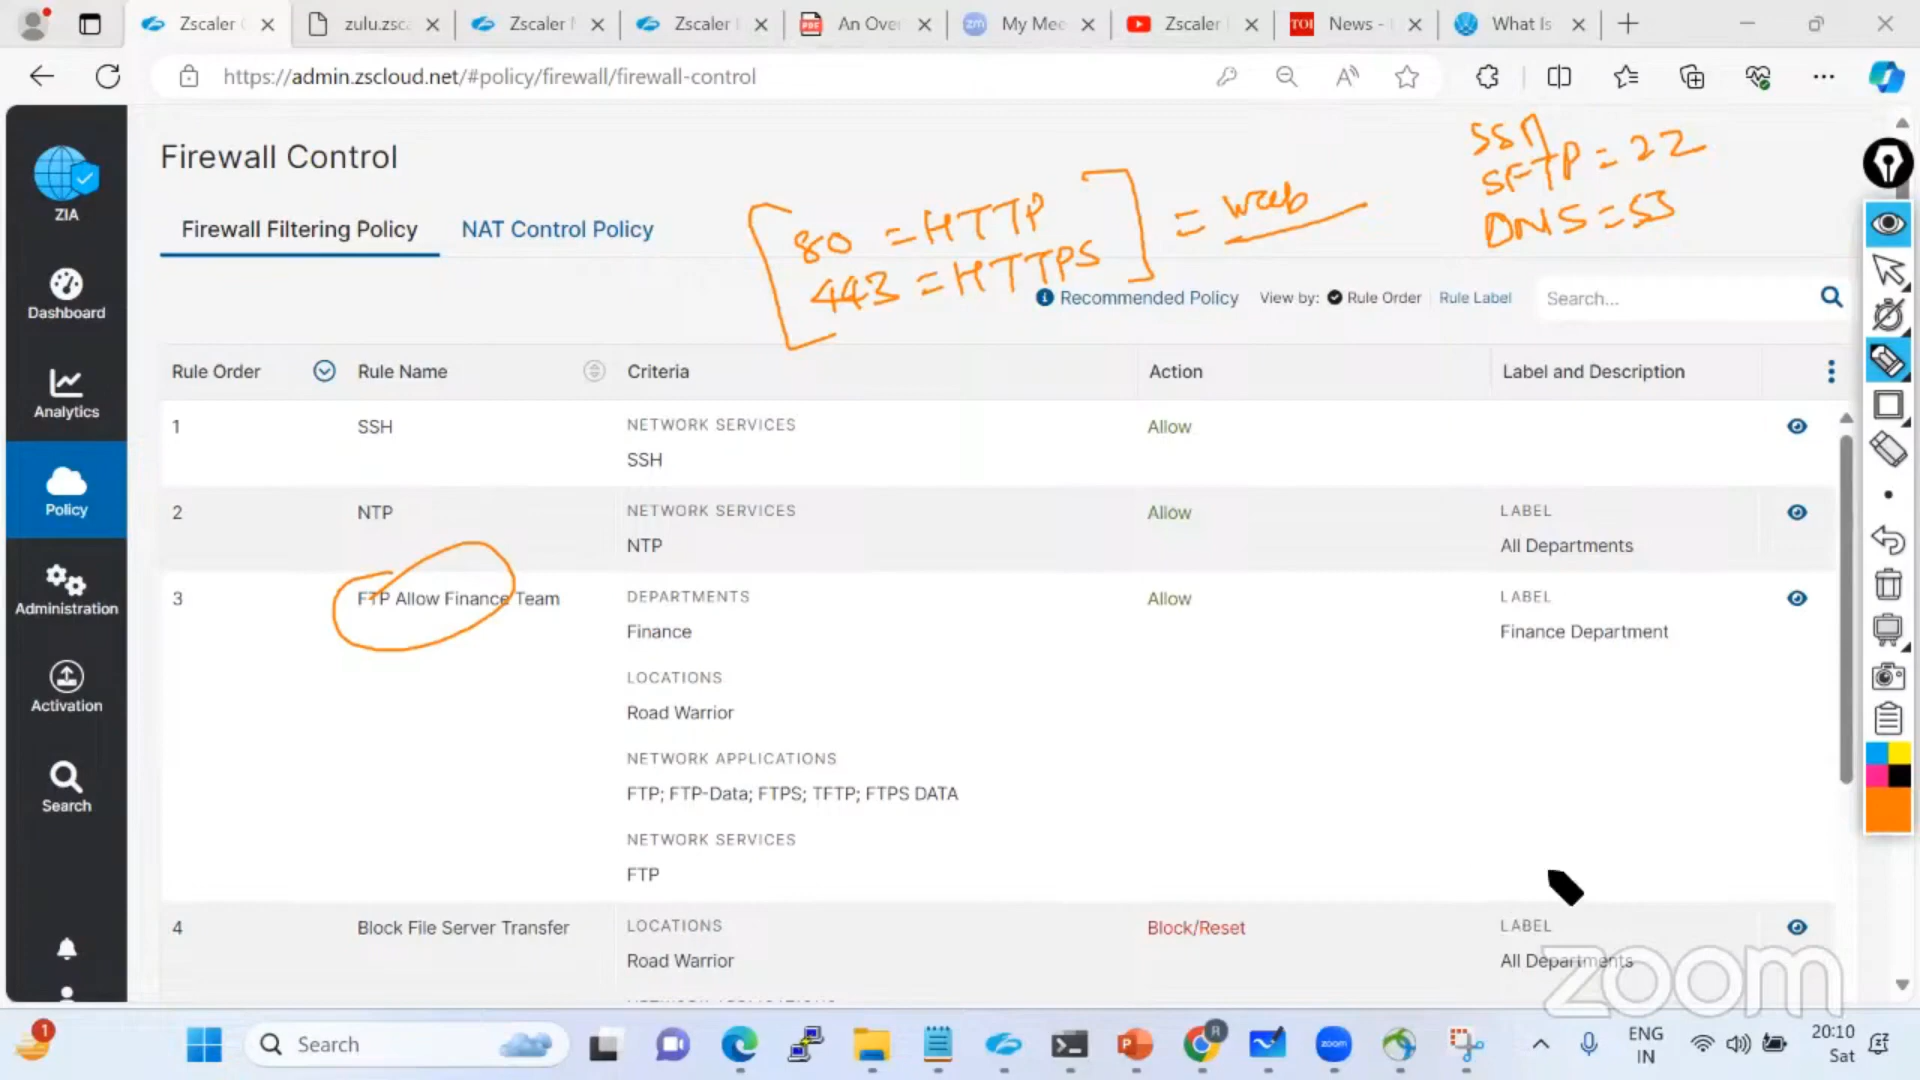 Zscaler
zulu.zsc
Zscaler
Zscaler
An Over
My Mee
Zscaler
TOI
News -
What Is
https://admin.zscloud.net/#policy/firewall/firewall-control
ZIA
Dashboard
Analytics
Policy
Administration
Activation
Search
Firewall Control
Firewall Filtering Policy
NAT Control Policy
80 = HTTP
443 = HTTPS
= web
SSH
SFTP = 22
DNS = 53
Recommended Policy
View by: Rule Order Rule Label
Search...
Rule Order Rule Name Criteria Action Label and Description
1 SSH NETWORK SERVICES Allow
SSH
2 NTP NETWORK SERVICES Allow LABEL
NTP All Departments
3 FTP Allow Finance Team DEPARTMENTS Allow LABEL
Finance Finance Department
LOCATIONS
Road Warrior
NETWORK APPLICATIONS
FTP; FTP-Data; FTPS; TFTP; FTPS DATA
NETWORK SERVICES
FTP
4 Block File Server Transfer LOCATIONS Block/Reset LABEL
Road Warrior All Departments
zoom
1
Search
R
zoom
ENG
IN
20:10
Sat